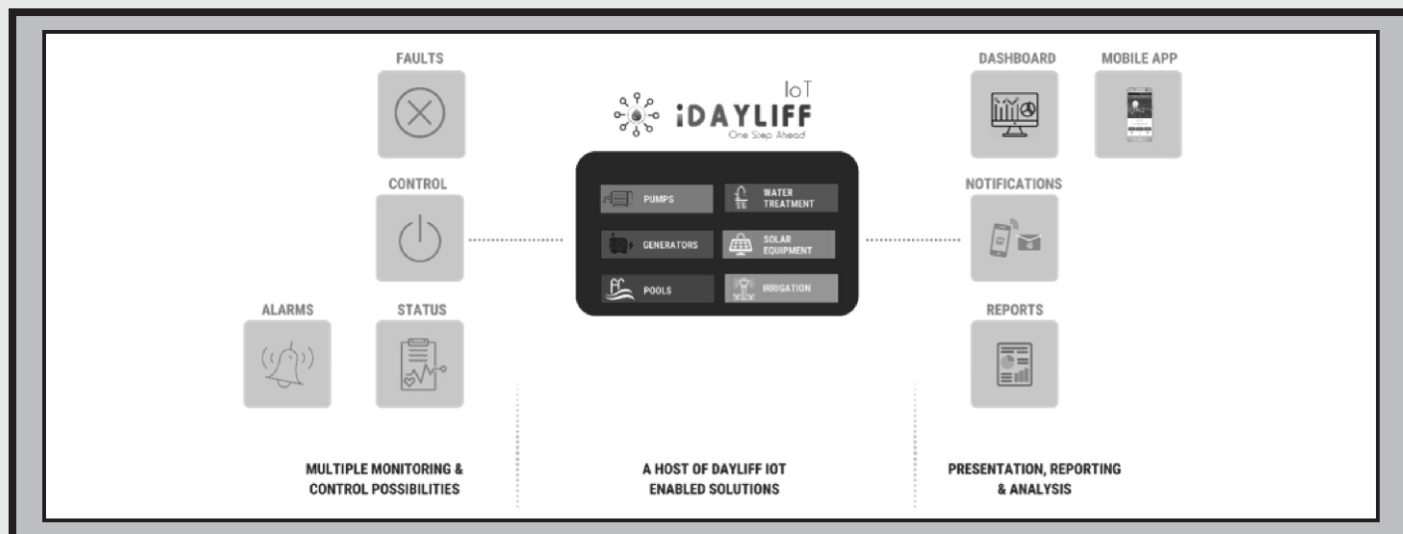 FAULTS
CONTROL
ALARMS
STATUS
MULTIPLE MONITORING &
CONTROL POSSIBILITIES
IoT
iDAYLIFF
One Step Ahead
PUMPS
WATER
TREATMENT
GENERATORS
SOLAR
EQUIPMENT
POOLS
IRRIGATION
A HOST OF DAYLIFF IOT
ENABLED SOLUTIONS
DASHBOARD
MOBILE APP
NOTIFICATIONS
REPORTS
PRESENTATION, REPORTING
& ANALYSIS